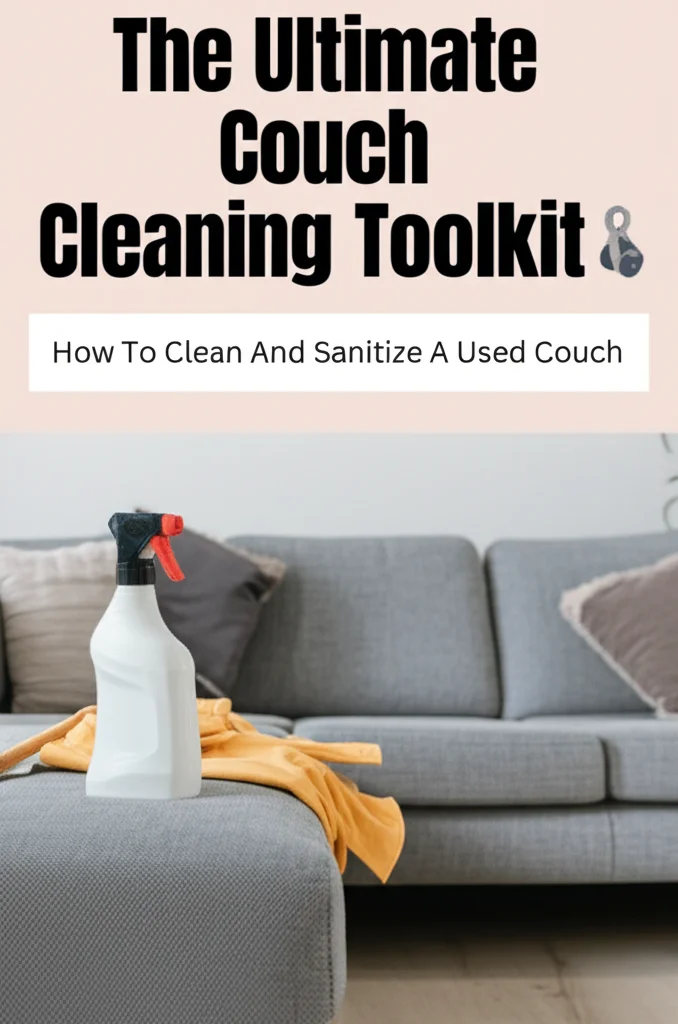 The Ultimate
Couch
Cleaning Toolkit
How To Clean And Sanitize A Used Couch